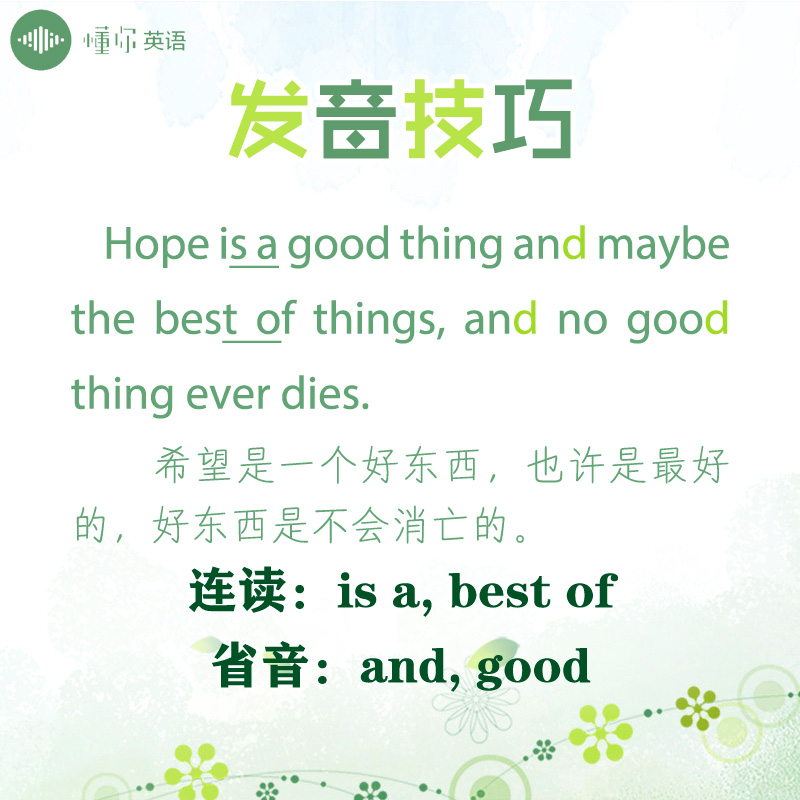 懂你英语
发音技巧
Hope is a good thing and maybe
the best of things, and no good
thing ever dies.
希望是一个好东西，也许是最好
的，好东西是不会消亡的。
连读：is a, best of
省音：and, good